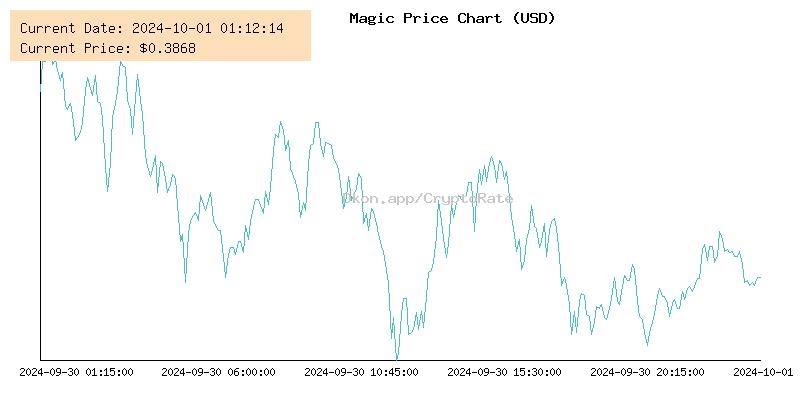 Magic Price Chart (USD)
Current Date: 2024-10-01 01:12:14
Current Price: $0.3868
Okon.app/CryptoRate
2024-09-30 01:15:00 2024-09-30 06:00:00 2024-09-30 10:45:00 2024-09-30 15:30:00 2024-09-30 20:15:00 2024-10-01